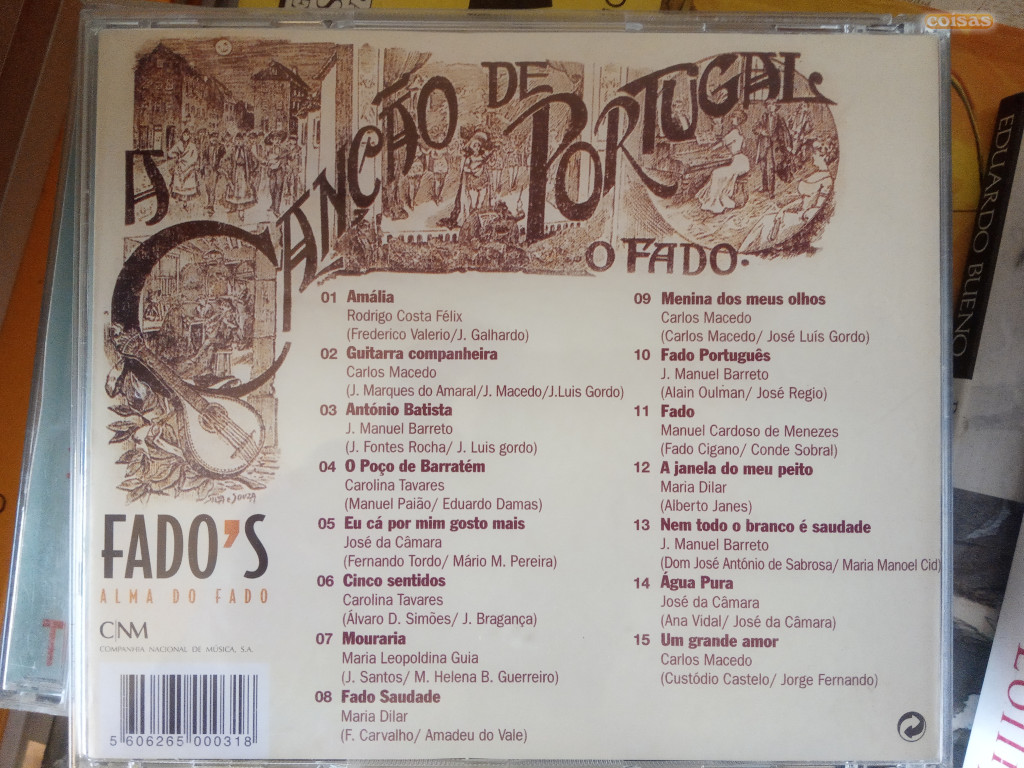 coisas
A CANÇÃO DE PORTUGAL
O FADO
01 Amália
Rodrigo Costa Félix
(Frederico Valerio/J. Galhardo)
02 Guitarra companheira
Carlos Macedo
(J. Marques do Amaral/J. Macedo/J.Luis Gordo)
03 António Batista
J. Manuel Barreto
(J. Fontes Rocha/ J. Luis gordo)
04 O Poço de Barratém
Carolina Tavares
(Manuel Paião/ Eduardo Damas)
05 Eu cá por mim gosto mais
José da Câmara
(Fernando Tordo/ Mário M. Pereira)
06 Cinco sentidos
Carolina Tavares
(Álvaro D. Simões/ J. Bragança)
07 Mouraria
Maria Leopoldina Guia
(J. Santos/ M. Helena B. Guerreiro)
08 Fado Saudade
Maria Dilar
(F. Carvalho/ Amadeu do Vale)
09 Menina dos meus olhos
Carlos Macedo
(Carlos Macedo/ José Luís Gordo)
10 Fado Português
J. Manuel Barreto
(Alain Oulman/ José Regio)
11 Fado
Manuel Cardoso de Menezes
(Fado Cigano/ Conde Sobral)
12 A janela do meu peito
Maria Dilar
(Alberto Janes)
13 Nem todo o branco é saudade
J. Manuel Barreto
(Dom José António de Sabrosa/ Maria Manoel Cid)
14 Água Pura
José da Câmara
(Ana Vidal/ José da Câmara)
15 Um grande amor
Carlos Macedo
(Custódio Castelo/ Jorge Fernando)
FADO'S
ALMA DO FADO
CNM
COMPANHIA NACIONAL DE MÚSICA, S.A.
5 606265 000318
EDUARDO BUENO